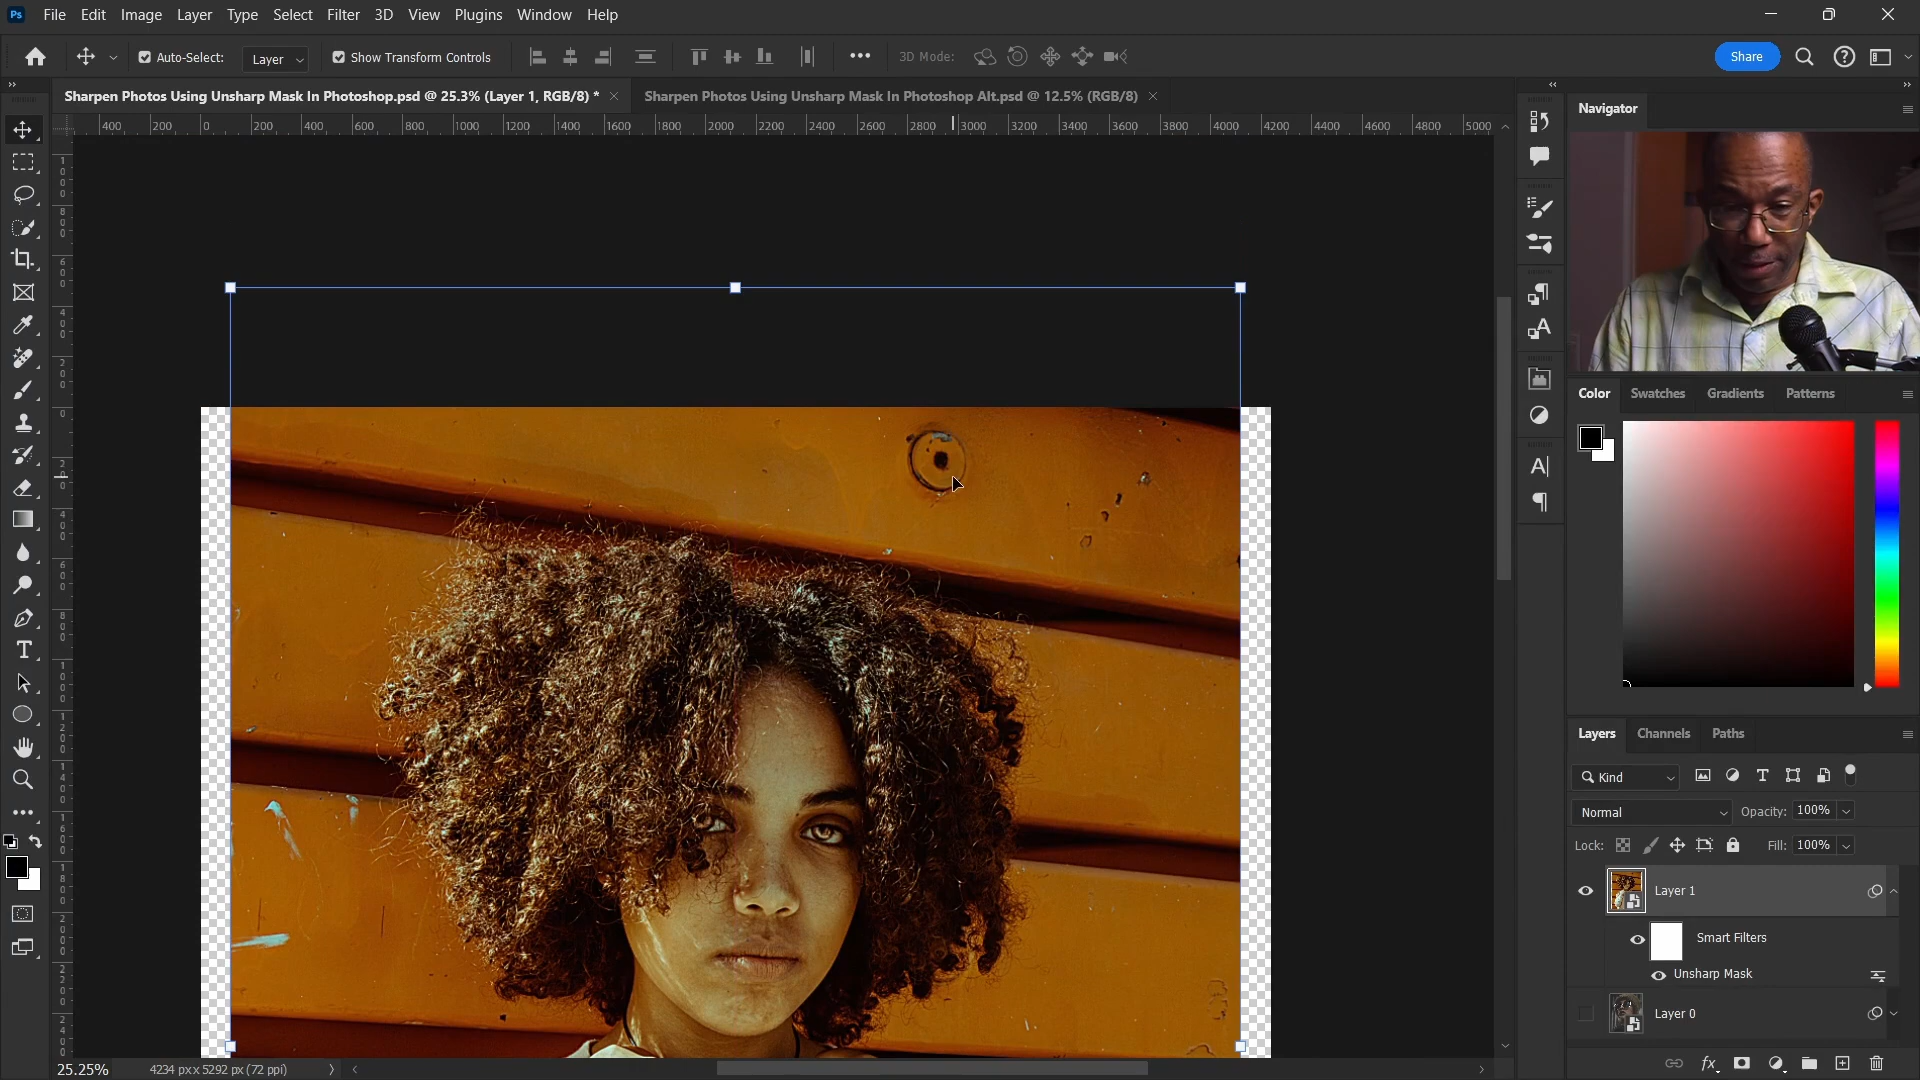 Ps File Edit Image Layer Type Select Filter 3D View Plugins Window Help
Auto-Select: Layer Show Transform Controls 3D Mode: Share
Sharpen Photos Using Unsharp Mask In Photoshop.psd @ 25.3% (Layer 1, RGB/8) * Sharpen Photos Using Unsharp Mask In Photoshop Alt.psd @ 12.5% (RGB/8)
400 200 0 200 400 600 800 1000 1200 1400 1600 1800 2000 2200 2400 2600 2800 3000 3200 3400 3600 3800 4000 4200 4400 4600 4800 5000
Navigator
Color Swatches Gradients Patterns
Layers Channels Paths
Kind
Normal Opacity: 100%
Lock: Fill: 100%
Layer 1
Smart Filters
Unsharp Mask
Layer 0
fx
25.25% 4234 px x 5292 px (72 ppi)